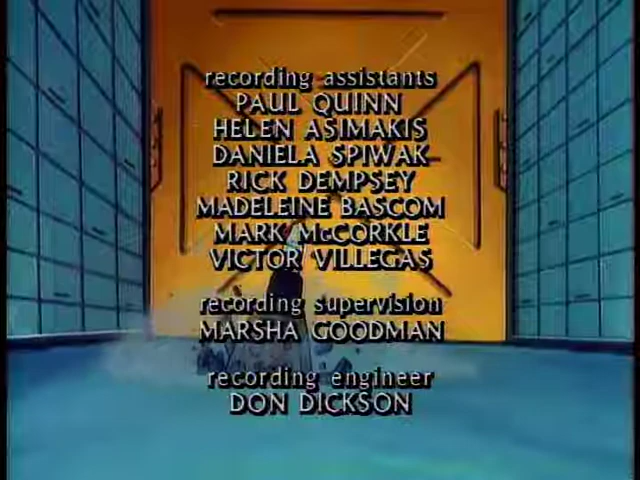 recording assistants
PAUL QUINN
HELEN ASIMAKIS
DANIELA SPIWAK
RICK DEMPSEY
MADELEINE BASCOM
MARK McCORKLE
VICTOR VILLEGAS
recording supervision
MARSHA GOODMAN
recording engineer
DON DICKSON